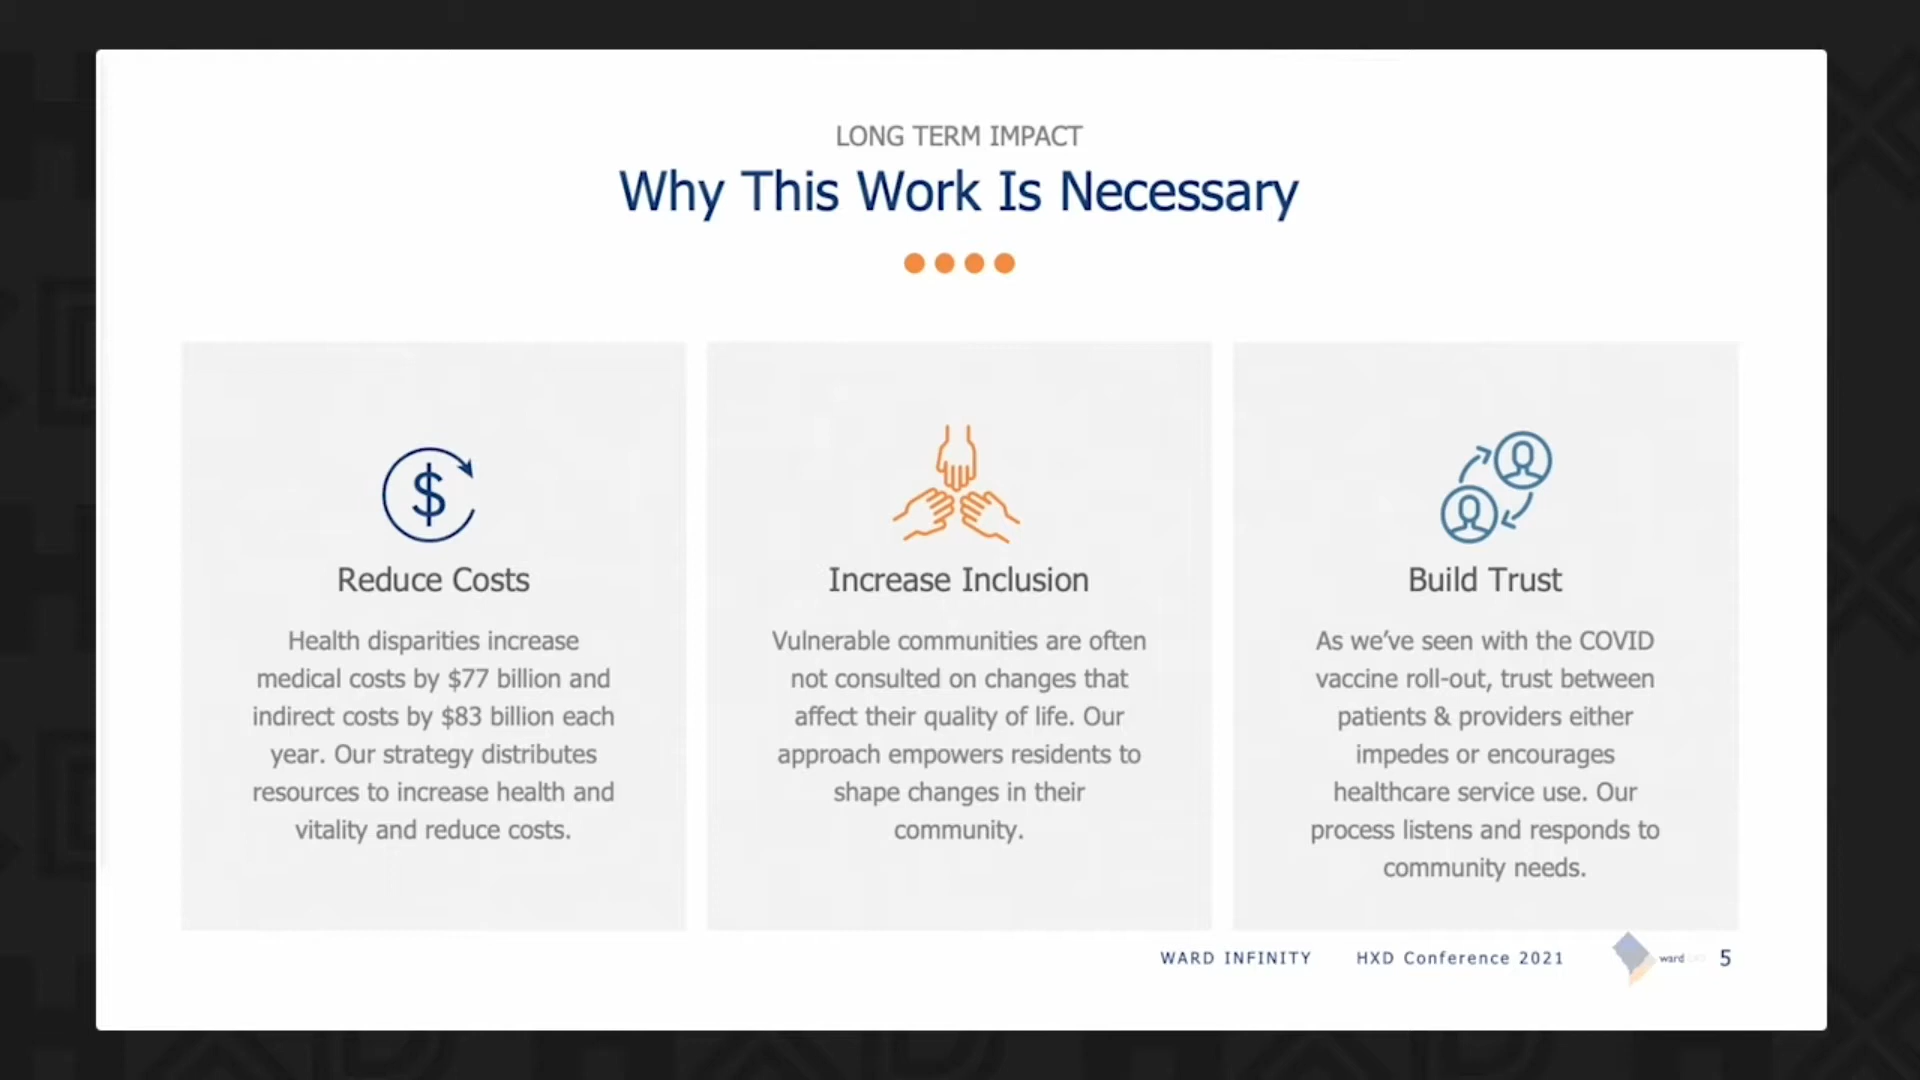 LONG TERM IMPACT
Why This Work Is Necessary
$
Reduce Costs
Health disparities increase
medical costs by $77 billion and
indirect costs by $83 billion each
year. Our strategy distributes
resources to increase health and
vitality and reduce costs.
Increase Inclusion
Vulnerable communities are often
not consulted on changes that
affect their quality of life. Our
approach empowers residents to
shape changes in their
community.
Build Trust
As we’ve seen with the COVID
vaccine roll-out, trust between
patients & providers either
impedes or encourages
healthcare service use. Our
process listens and responds to
community needs.
WARD INFINITY
HXD Conference 2021
ward
5